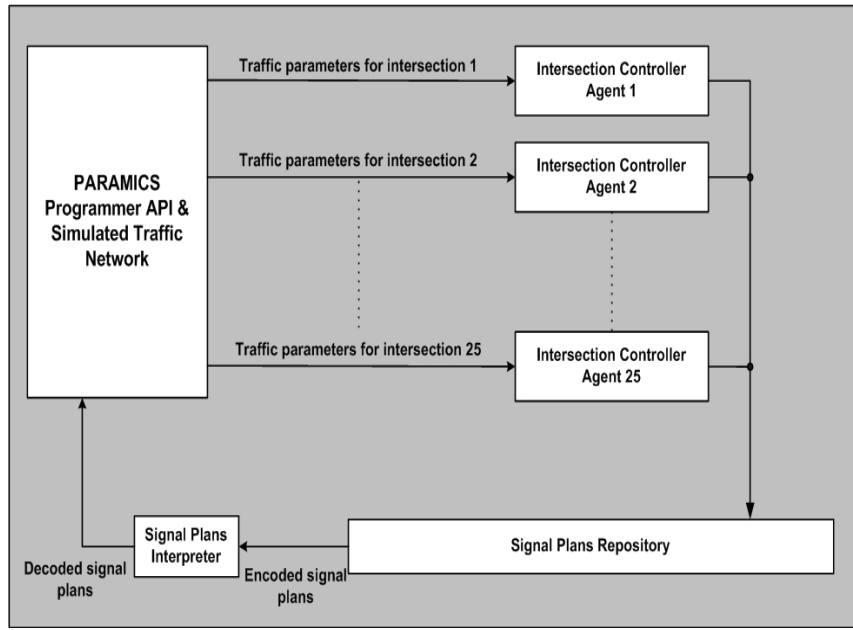 Traffic parameters for intersection 1
Intersection Controller
Agent 1
Traffic parameters for intersection 2
Intersection Controller
Agent 2
PARAMICS
Programmer API &
Simulated Traffic
Network
Traffic parameters for intersection 25
Intersection Controller
Agent 25
Signal Plans
Interpreter
Signal Plans Repository
Decoded signal
plans
Encoded signal
plans